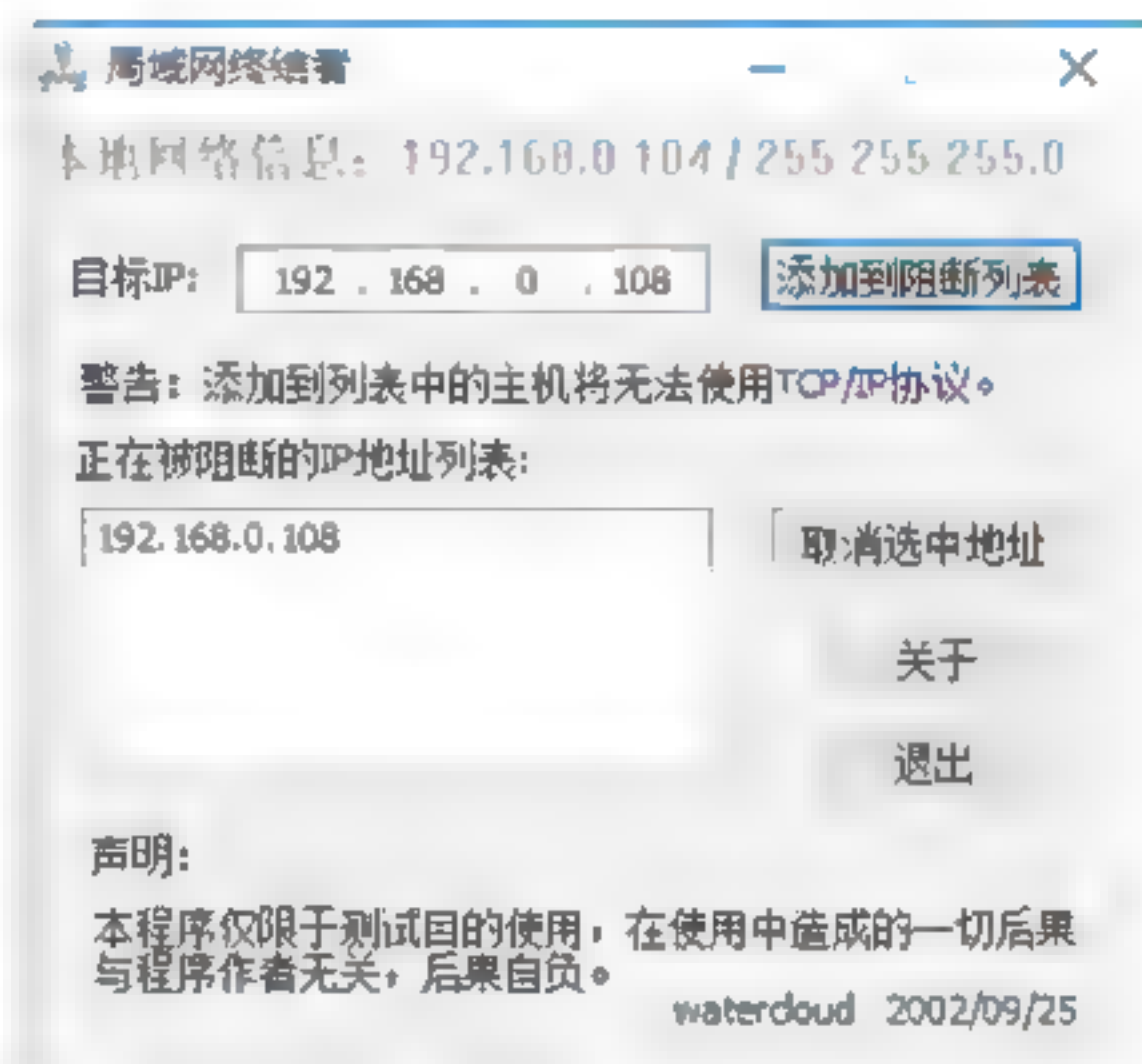 局域网终结者
本地网络信息: 192.168.0.104 / 255.255.255.0
目标IP: 192 . 168 . 0 . 108 添加到阻断列表
警告: 添加到列表中的主机将无法使用TCP/IP协议。
正在被阻断的IP地址列表:
192.168.0.108 取消选中地址
关于
退出
声明:
本程序仅限于测试目的使用, 在使用中造成的一切后果
与程序作者无关, 后果自负。
watercloud 2002/09/25